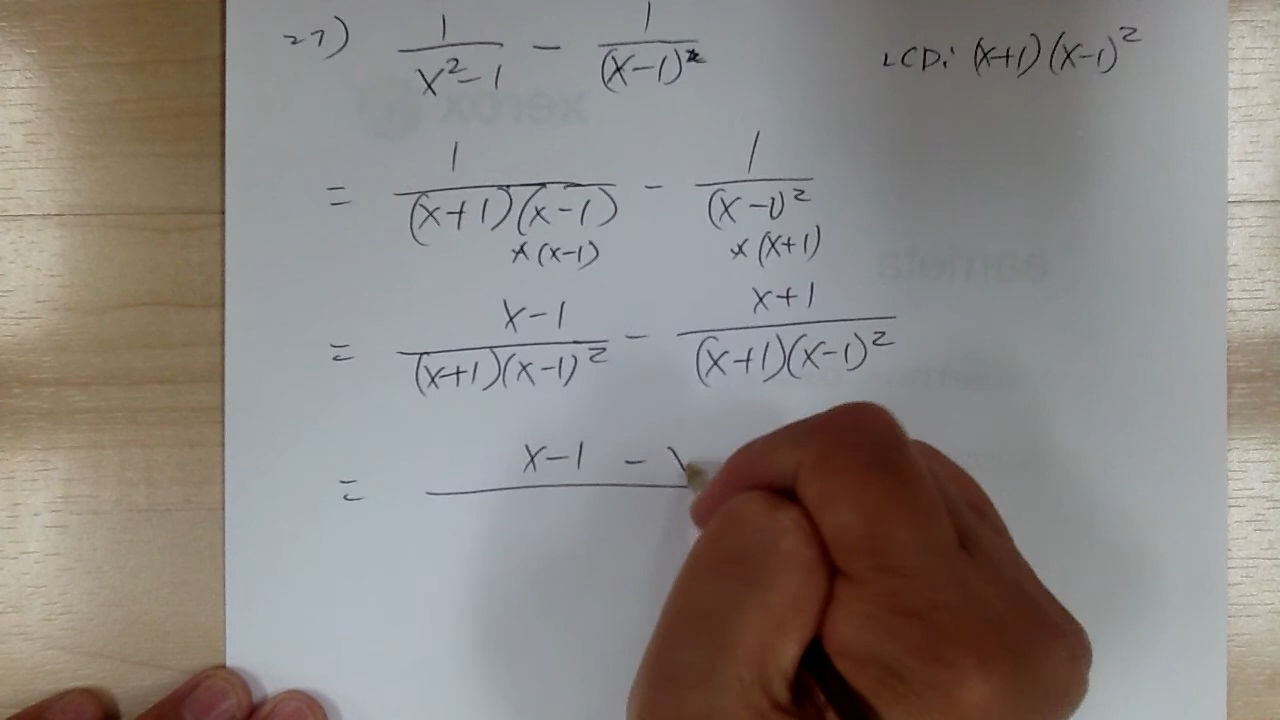 27) 1/(x²-1) - 1/(x-1)² LCD: (x+1)(x-1)²
= 1/((x+1)(x-1)) - 1/(x-1)²
*(x-1) *(x+1)
= (x-1)/((x+1)(x-1)²) - (x+1)/((x+1)(x-1)²)
= x-1 -
xerox